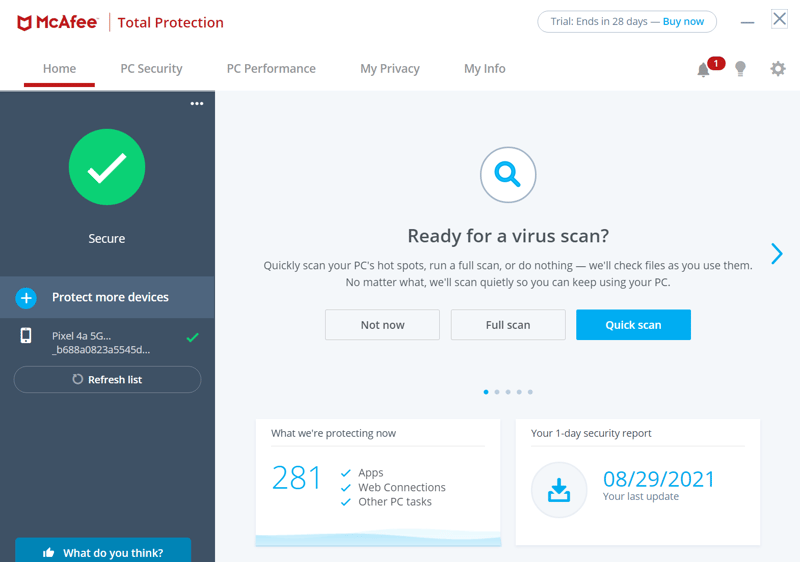 McAfee Total Protection
Trial: Ends in 28 days — Buy now
Home PC Security PC Performance My Privacy My Info
1
Secure
Protect more devices
Pixel 4a 5G...
_b688a0823a5545d...
Refresh list
What do you think?
Ready for a virus scan?
Quickly scan your PC's hot spots, run a full scan, or do nothing — we'll check files as you use them.
No matter what, we'll scan quietly so you can keep using your PC.
Not now Full scan Quick scan
What we're protecting now
281
Apps
Web Connections
Other PC tasks
Your 1-day security report
08/29/2021
Your last update